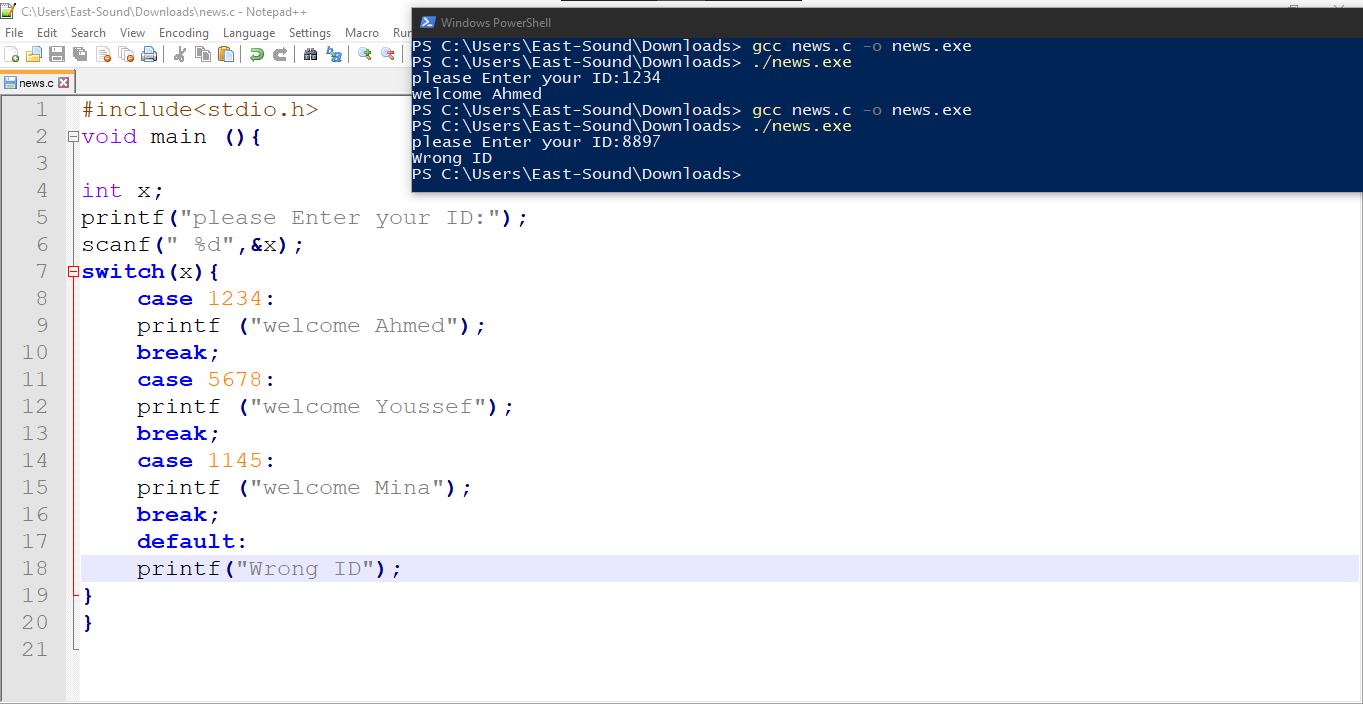 C:\Users\East-Sound\Downloads\news.c - Notepad++
File Edit Search View Encoding Language Settings Macro Run
news.c
1 #include<stdio.h>
2 void main (){
3
4 int x;
5 printf("please Enter your ID:");
6 scanf(" %d",&x);
7 switch(x){
8 case 1234:
9 printf ("welcome Ahmed");
10 break;
11 case 5678:
12 printf ("welcome Youssef");
13 break;
14 case 1145:
15 printf ("welcome Mina");
16 break;
17 default:
18 printf("Wrong ID");
19 }
20 }
21
Windows PowerShell
PS C:\Users\East-Sound\Downloads> gcc news.c -o news.exe
PS C:\Users\East-Sound\Downloads> ./news.exe
please Enter your ID:1234
welcome Ahmed
PS C:\Users\East-Sound\Downloads> gcc news.c -o news.exe
PS C:\Users\East-Sound\Downloads> ./news.exe
please Enter your ID:8897
Wrong ID
PS C:\Users\East-Sound\Downloads>